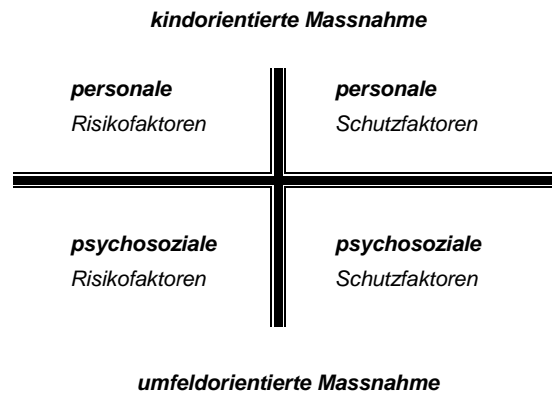 kindorientierte Massnahme
personale personale
Risikofaktoren Schutzfaktoren
psychosoziale psychosoziale
Risikofaktoren Schutzfaktoren
umfeldorientierte Massnahme